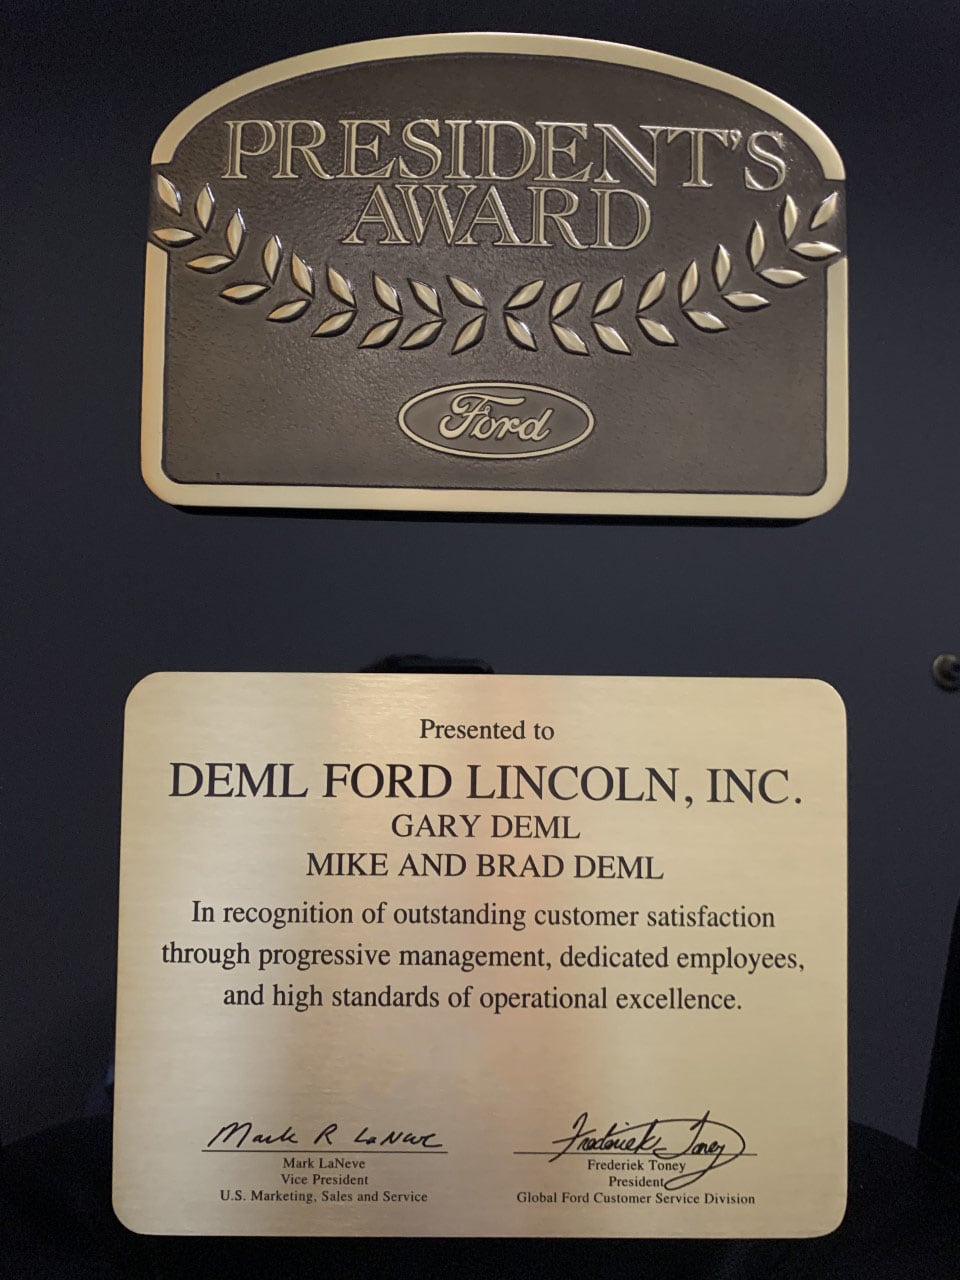 PRESIDENT'S
AWARD
Ford
Presented to
DEML FORD LINCOLN, INC.
GARY DEML
MIKE AND BRAD DEML
In recognition of outstanding customer satisfaction
through progressive management, dedicated employees,
and high standards of operational excellence.
Mark R LaNeve
Mark LaNeve
Vice President
U.S. Marketing, Sales and Service
Frederiek Toney
Frederiek Toney
President
Global Ford Customer Service Division